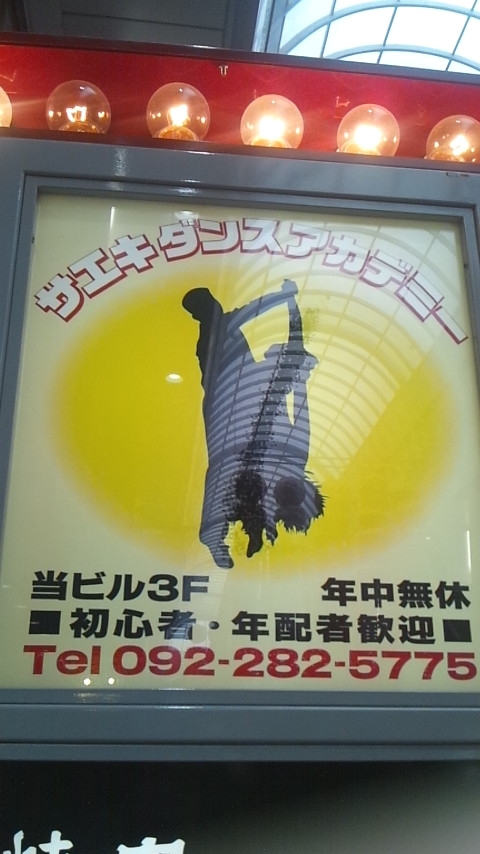 サエキダンスアカデミー
当ビル3F 年中無休
■初心者・年配者歓迎■
Tel 092-282-5775